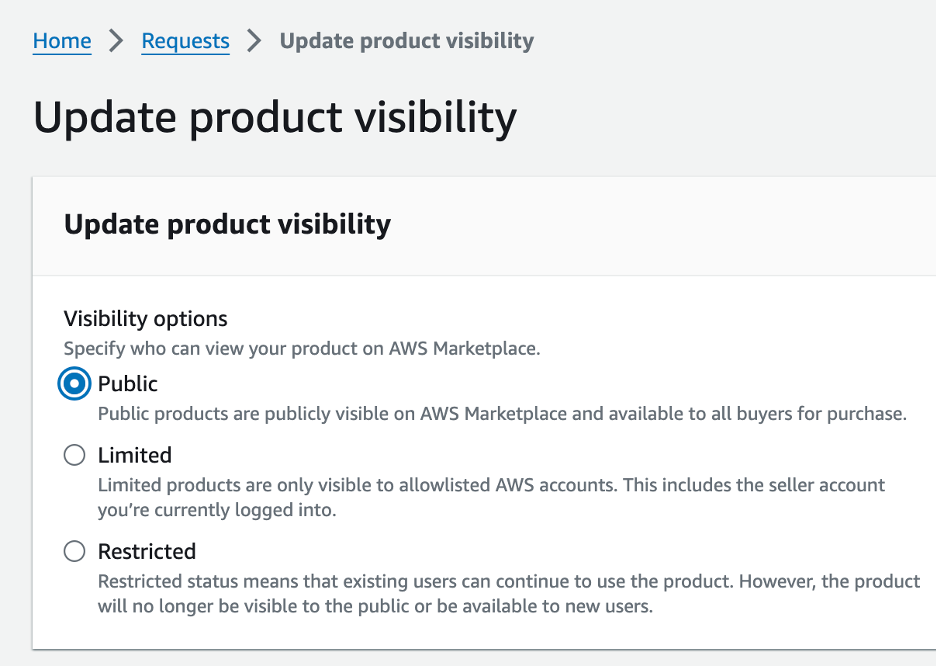 Home > Requests > Update product visibility
Update product visibility
Update product visibility
Visibility options
Specify who can view your product on AWS Marketplace.
Public
Public products are publicly visible on AWS Marketplace and available to all buyers for purchase.
Limited
Limited products are only visible to allowlisted AWS accounts. This includes the seller account
you’re currently logged into.
Restricted
Restricted status means that existing users can continue to use the product. However, the product
will no longer be visible to the public or be available to new users.